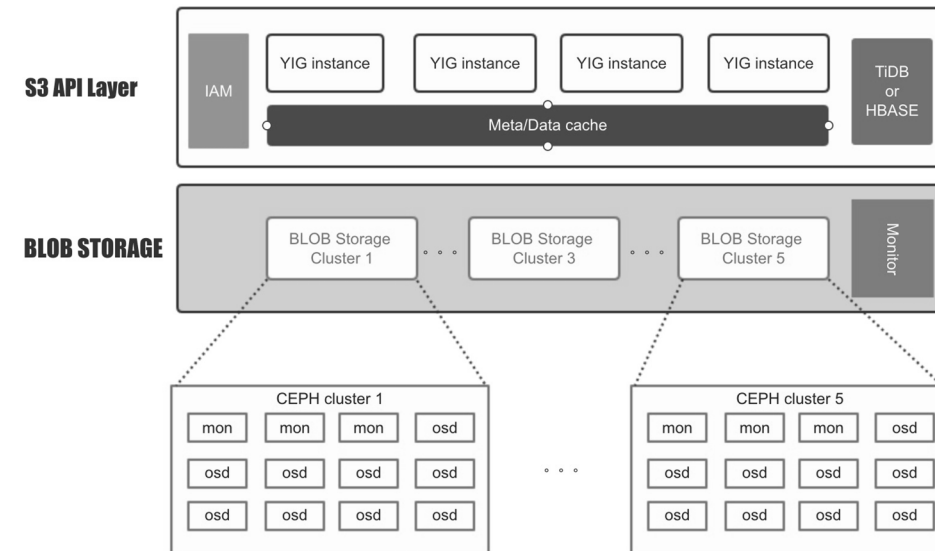 S3 API Layer
IAM
YIG instance
YIG instance
YIG instance
YIG instance
Meta/Data cache
TiDB
or
HBASE
BLOB STORAGE
BLOB Storage
Cluster 1
BLOB Storage
Cluster 3
BLOB Storage
Cluster 5
Monitor
CEPH cluster 1
mon mon mon osd
osd osd osd osd
osd osd osd osd
CEPH cluster 5
mon mon mon osd
osd osd osd osd
osd osd osd osd